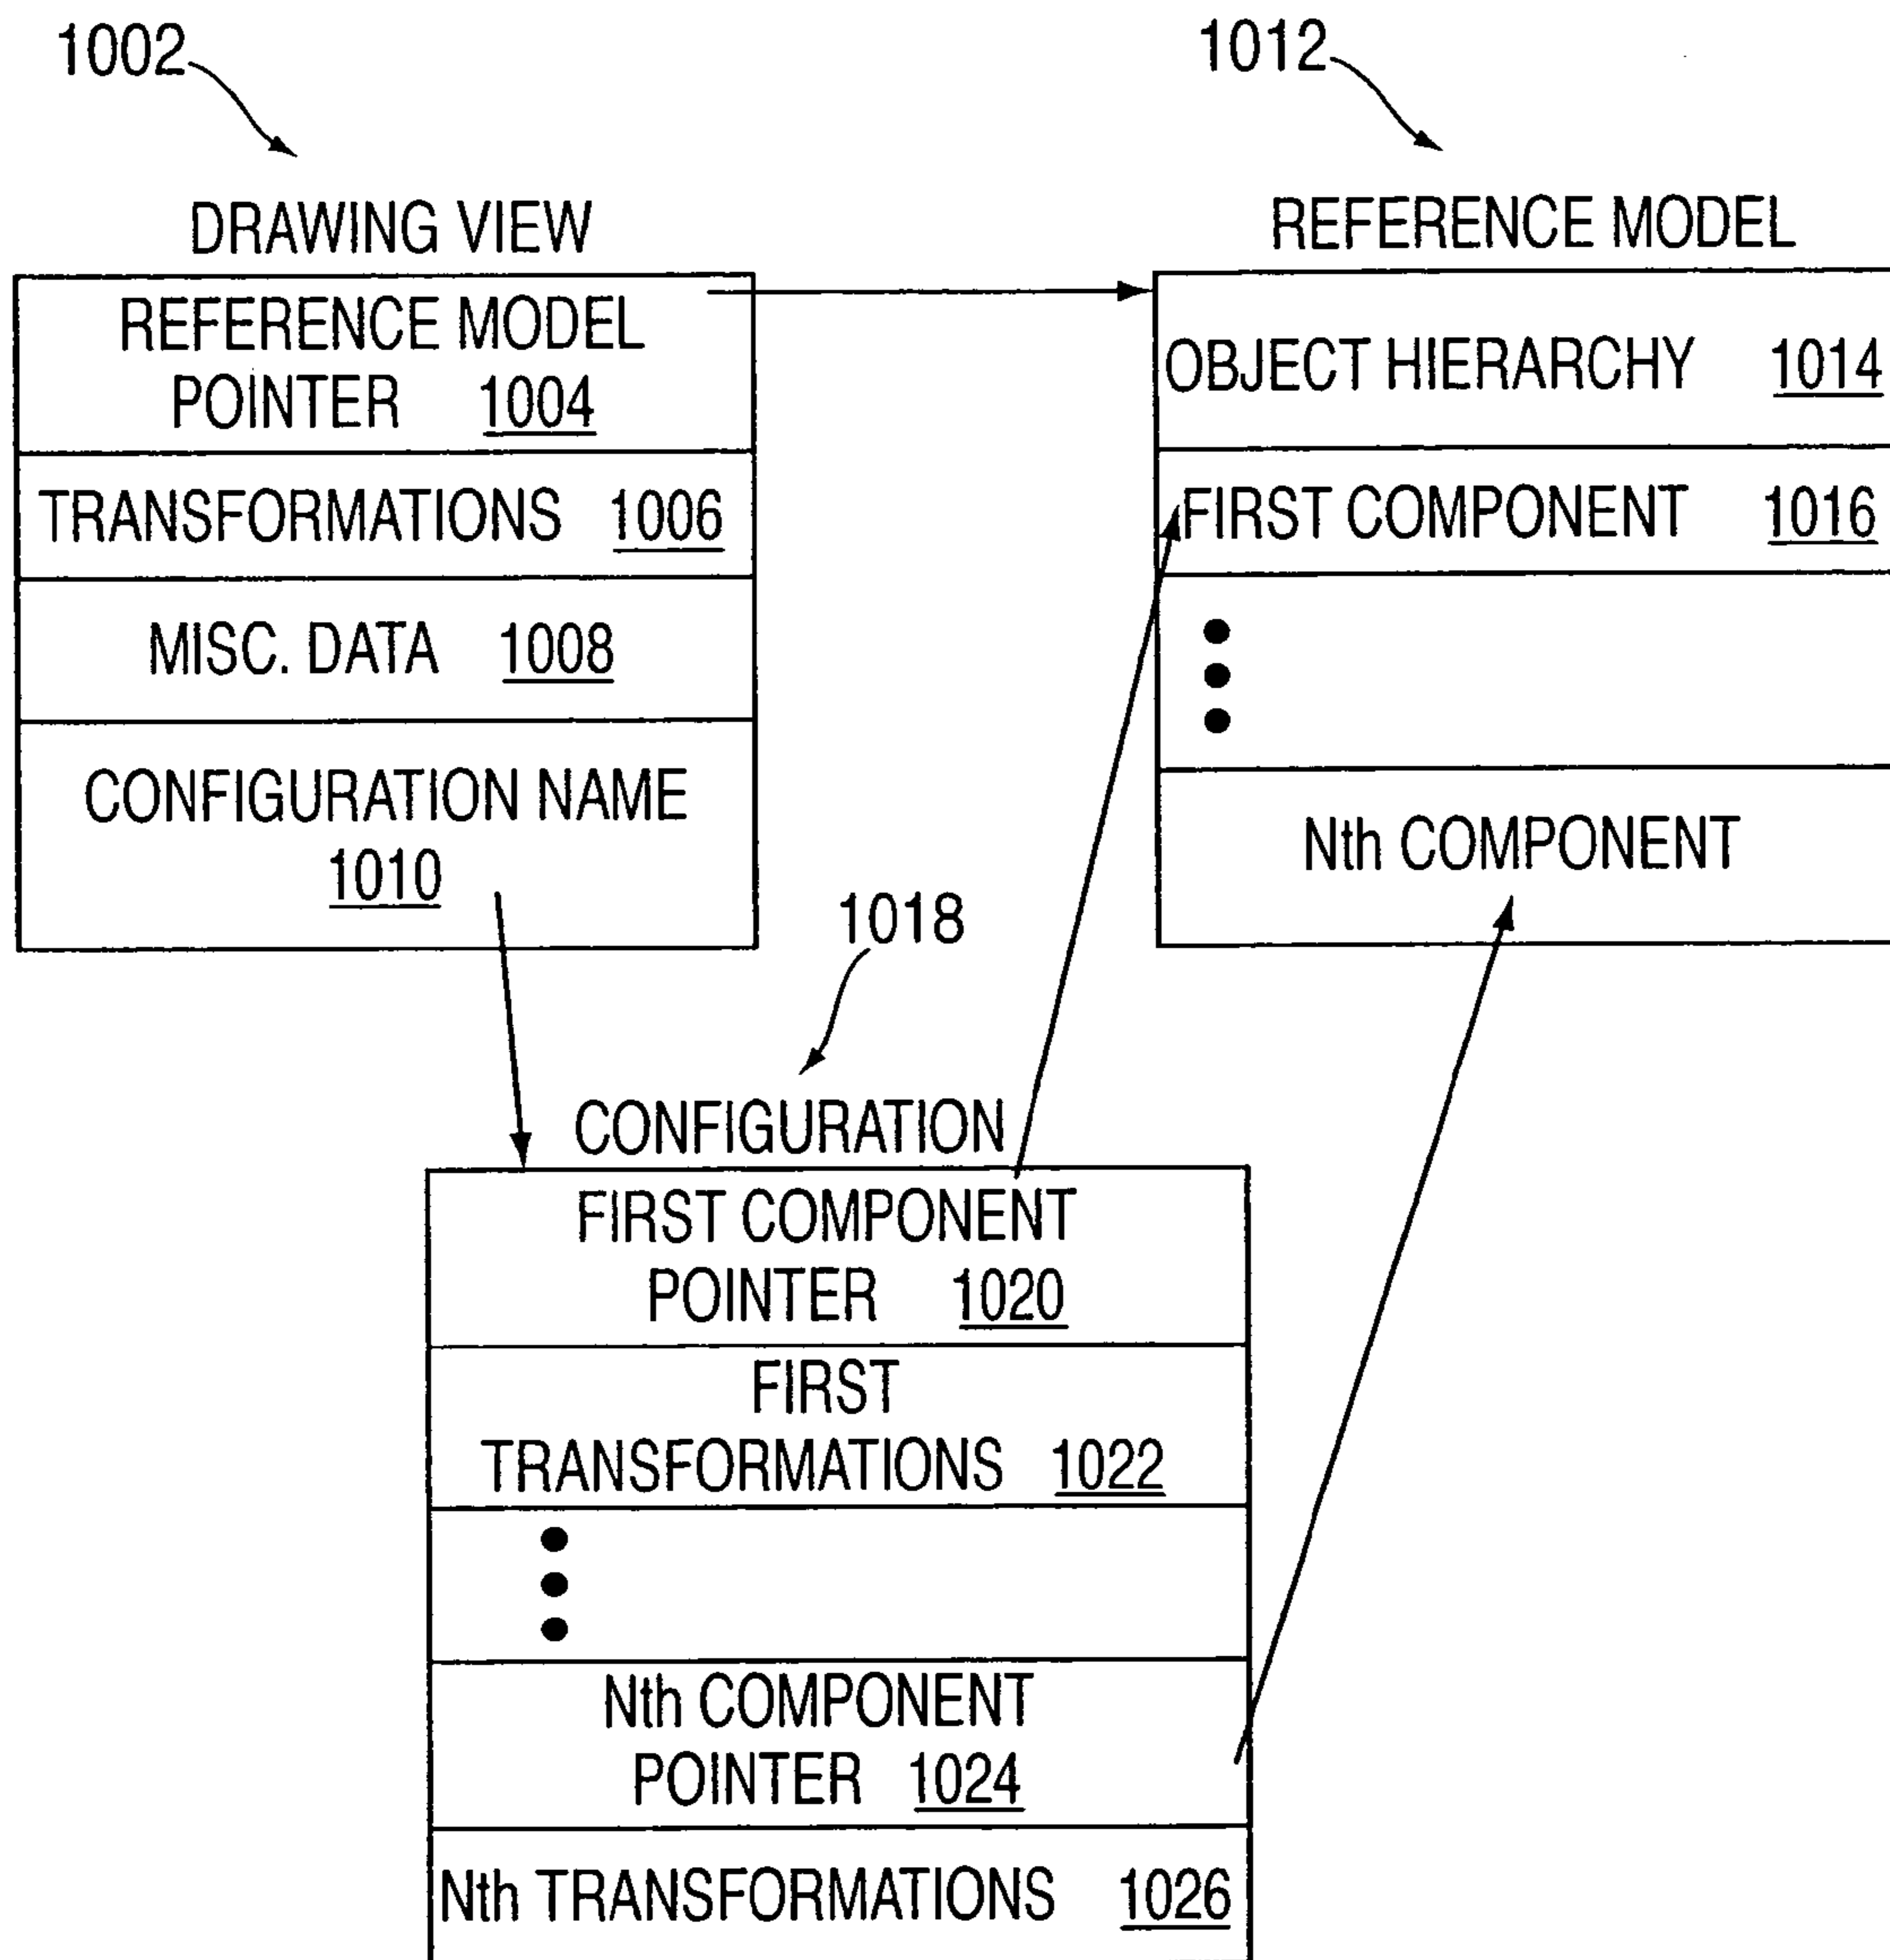 1002
DRAWING VIEW
REFERENCE MODEL
POINTER 1004
TRANSFORMATIONS 1006
MISC. DATA 1008
CONFIGURATION NAME
1010
1012
REFERENCE MODEL
OBJECT HIERARCHY 1014
FIRST COMPONENT 1016
Nth COMPONENT
1018
CONFIGURATION
FIRST COMPONENT
POINTER 1020
FIRST
TRANSFORMATIONS 1022
Nth COMPONENT
POINTER 1024
Nth TRANSFORMATIONS 1026